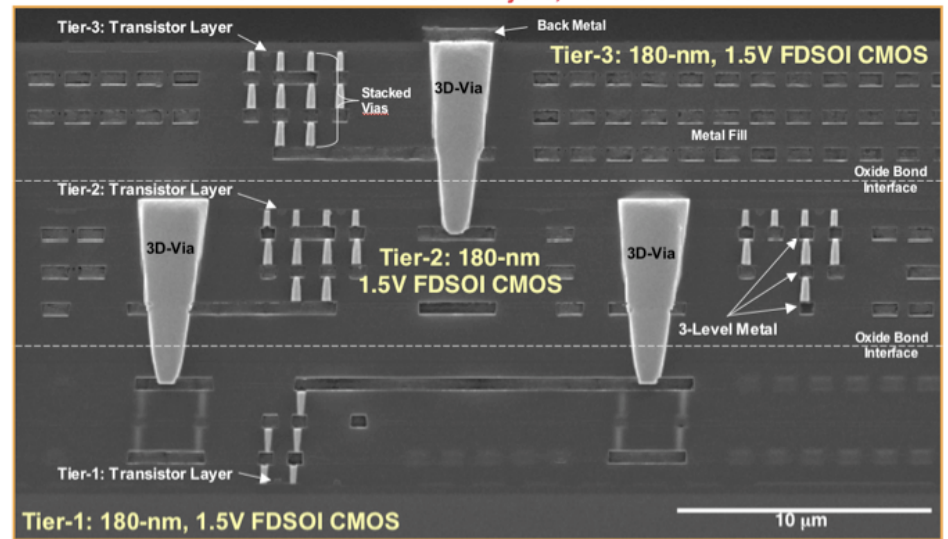 Back Metal
Tier-3: Transistor Layer
Tier-3: 180-nm, 1.5V FDSOI CMOS
3D-Via
Stacked
Vias
Metal Fill
Oxide Bond
Interface
Tier-2: Transistor Layer
3D-Via
Tier-2: 180-nm
1.5V FDSOI CMOS
3D-Via
3-Level Metal
Oxide Bond
Interface
Tier-1: Transistor Layer
Tier-1: 180-nm, 1.5V FDSOI CMOS
10 μm